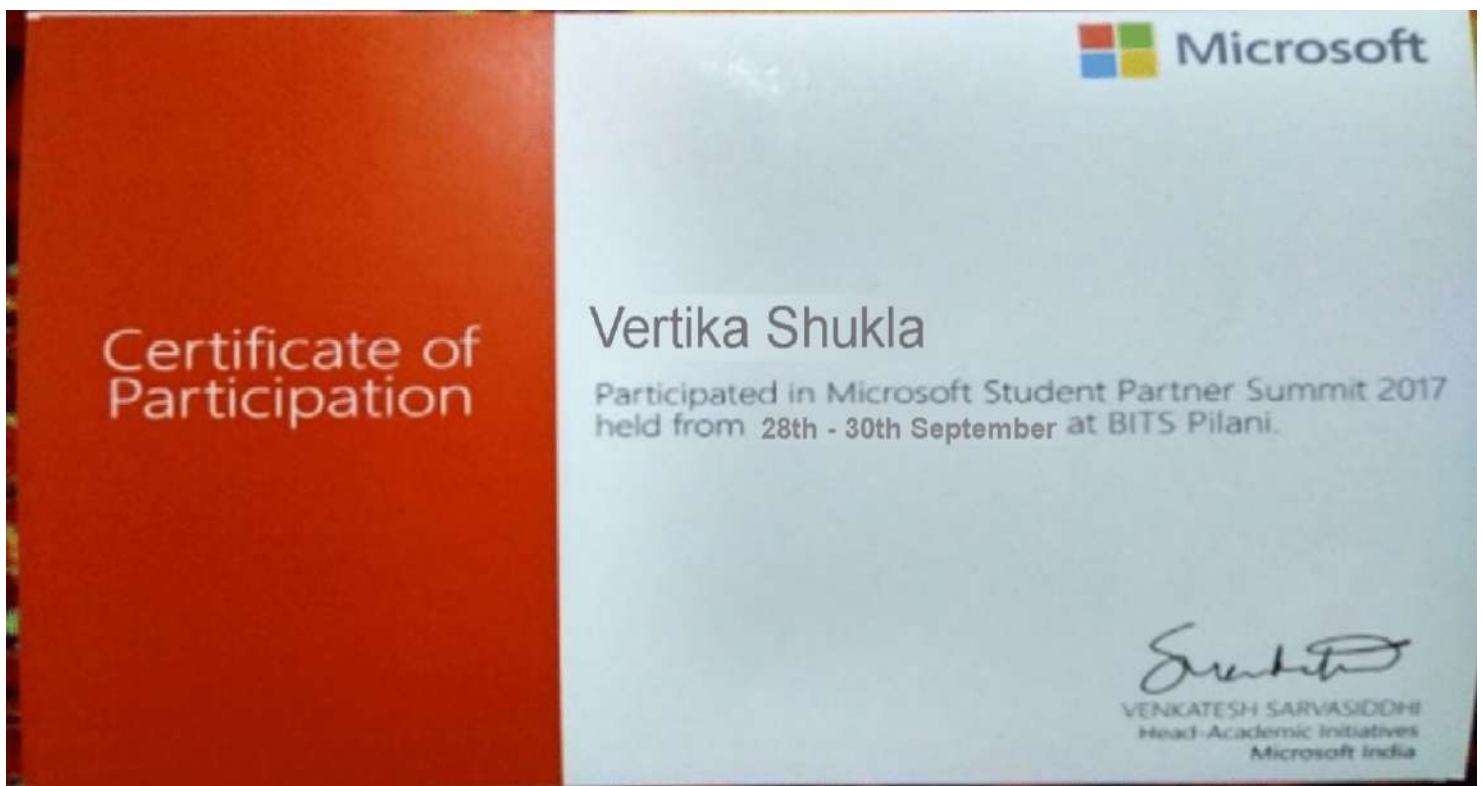 Microsoft
Certificate of
Participation
Vertika Shukla
Participated in Microsoft Student Partner Summit 2017
held from 28th - 30th September at BITS Pilani.
VENKATESH SARVASIDDHI
Head-Academic Initiatives
Microsoft India